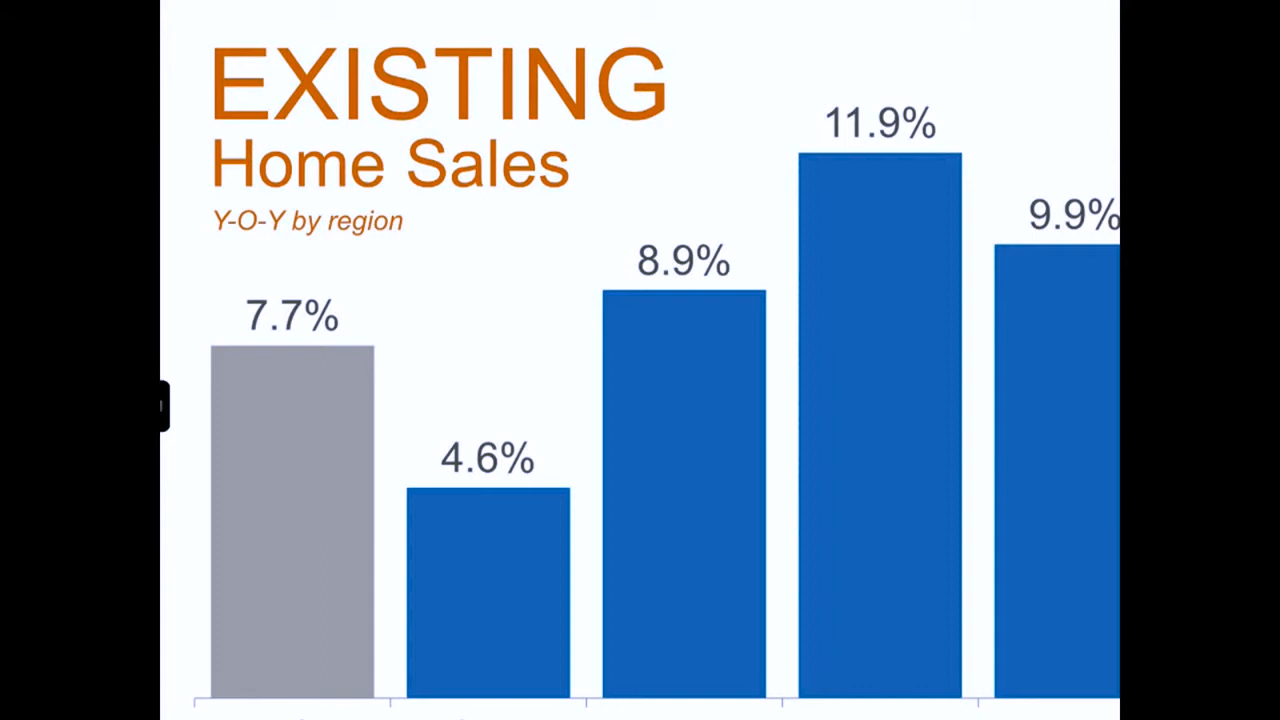 EXISTING
Home Sales
Y-O-Y by region
11.9%
9.9%
8.9%
7.7%
4.6%